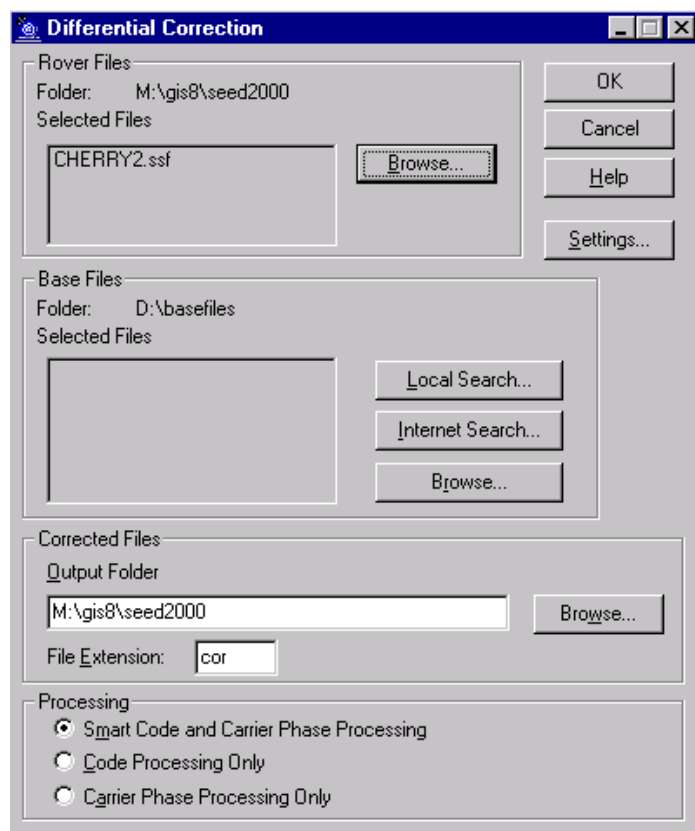 Differential Correction
Rover Files
Folder: M:\gis8\seed2000
Selected Files
CHERRY2.ssf
Browse...
OK
Cancel
Help
Settings...
Base Files
Folder: D:\basefiles
Selected Files
Local Search...
Internet Search...
Browse...
Corrected Files
Output Folder
M:\gis8\seed2000
Browse...
File Extension: cor
Processing
Smart Code and Carrier Phase Processing
Code Processing Only
Carrier Phase Processing Only